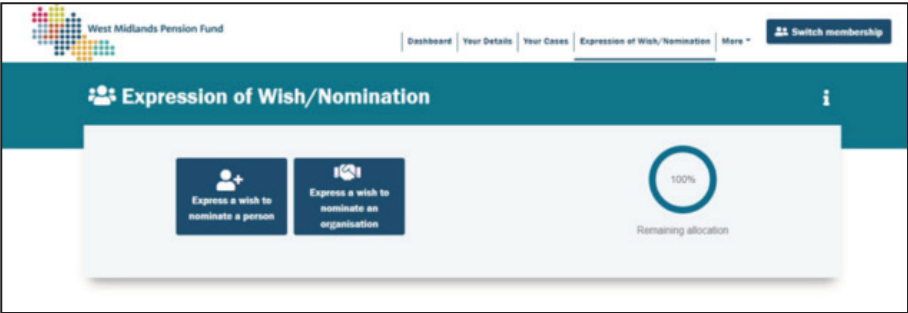 West Midlands Pension Fund
Dashboard Your Details Your Cases Expression of Wish/Nomination More
Switch membership
Expression of Wish/Nomination
i
Express a wish to
nominate a person
Express a wish to
nominate an
organisation
100%
Remaining allocation